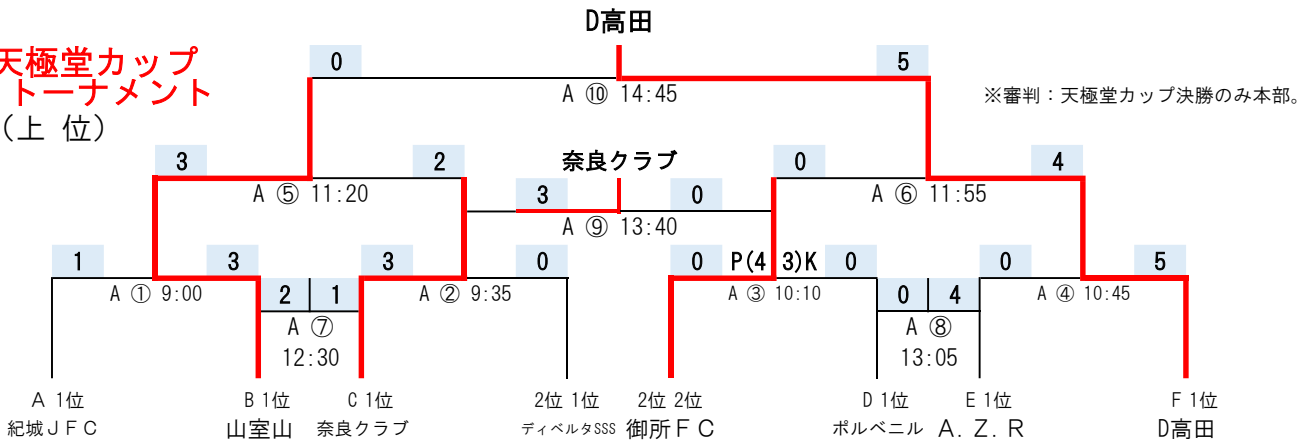 D高田
天極堂カップ
トーナメント
(上 位)
0
5
A ⑩ 14:45
※審判：天極堂カップ決勝のみ本部。
3
2
奈良クラブ
0
4
A ⑤ 11:20
3
0
A ⑥ 11:55
A ⑨ 13:40
1
3
3
0
0
P(4
3)K
0
0
5
A ① 9:00
2
1
A ② 9:35
A ③ 10:10
0
4
A ④ 10:45
A ⑦
12:30
A ⑧
13:05
A 1位
B 1位
C 1位
2位 1位
2位 2位
D 1位
E 1位
F 1位
紀城ＪＦＣ
山室山
奈良クラブ
ディベルタSSS
御所ＦＣ
ポルベニル
A.Z.R
D高田